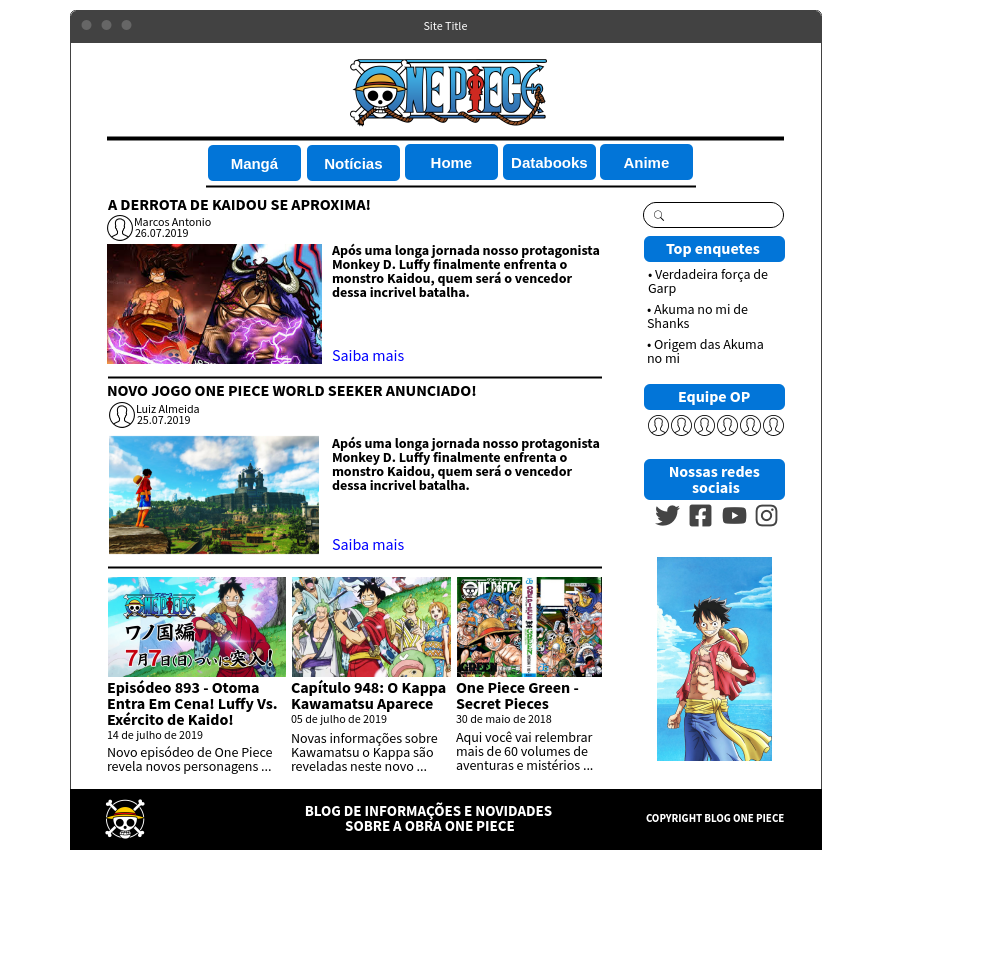 Site Title
ONE PIECE
Mangá
Notícias
Home
Databooks
Anime
A DERROTA DE KAIDOU SE APROXIMA!
Marcos Antonio
26.07.2019
Após uma longa jornada nosso protagonista
Monkey D. Luffy finalmente enfrenta o
monstro Kaidou, quem será o vencedor
dessa incrivel batalha.
Saiba mais
NOVO JOGO ONE PIECE WORLD SEEKER ANUNCIADO!
Luiz Almeida
25.07.2019
Após uma longa jornada nosso protagonista
Monkey D. Luffy finalmente enfrenta o
monstro Kaidou, quem será o vencedor
dessa incrivel batalha.
Saiba mais
ONE PIECE
ワノ国編
7月7日(日)ついに突入!
Episódeo 893 - Otoma
Entra Em Cena! Luffy Vs.
Exército de Kaido!
14 de julho de 2019
Novo episódeo de One Piece
revela novos personagens ...
Capítulo 948: O Kappa
Kawamatsu Aparece
05 de julho de 2019
Novas informações sobre
Kawamatsu o Kappa são
reveladas neste novo ...
ONE PIECE
GREEN
One Piece Green -
Secret Pieces
30 de maio de 2018
Aqui você vai relembrar
mais de 60 volumes de
aventuras e mistérios ...
Top enquetes
• Verdadeira força de
Garp
• Akuma no mi de
Shanks
• Origem das Akuma
no mi
Equipe OP
Nossas redes
sociais
BLOG DE INFORMAÇÕES E NOVIDADES
SOBRE A OBRA ONE PIECE
COPYRIGHT BLOG ONE PIECE